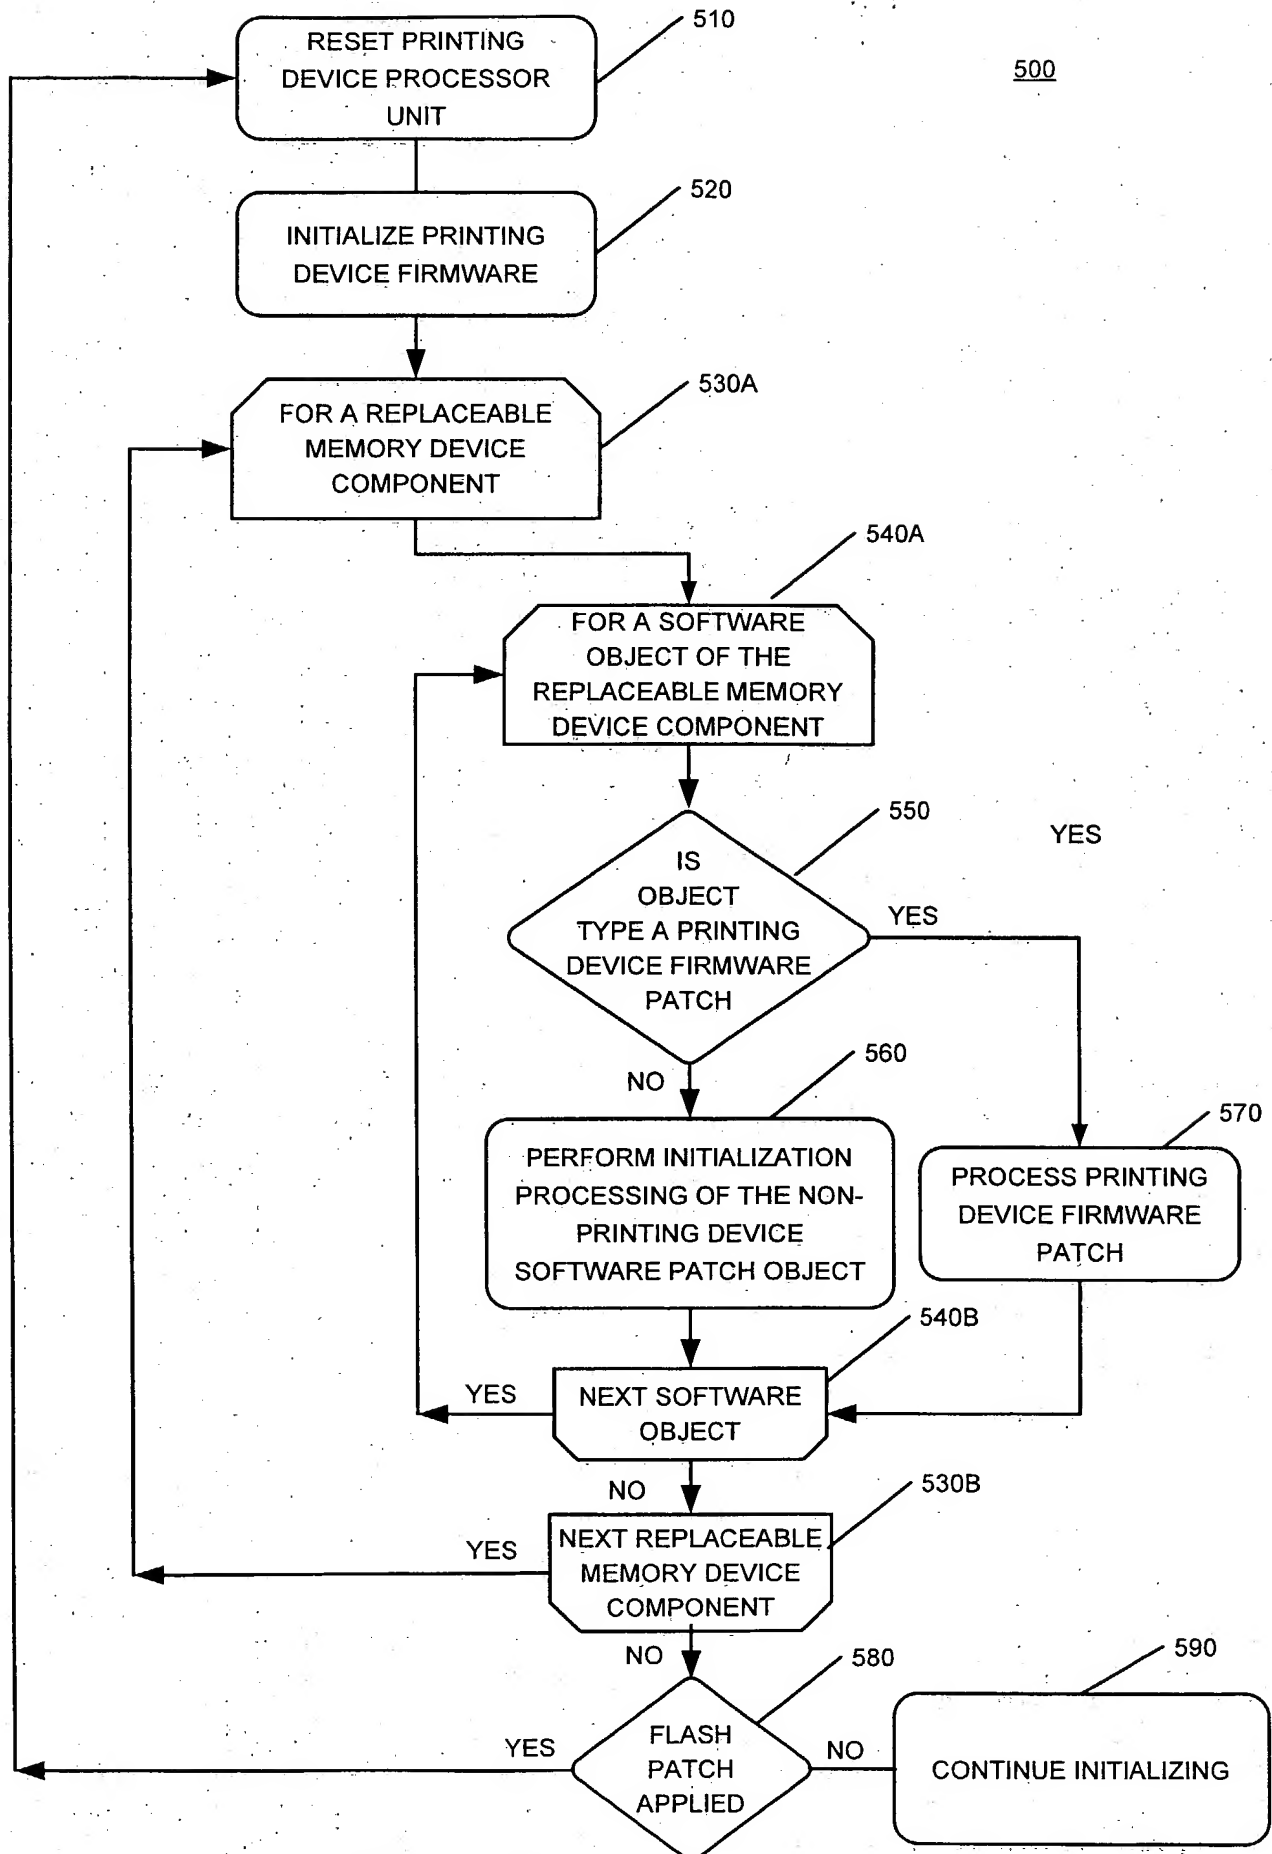 510
RESET PRINTING
DEVICE PROCESSOR
UNIT
500
520
INITIALIZE PRINTING
DEVICE FIRMWARE
530A
FOR A REPLACEABLE
MEMORY DEVICE
COMPONENT
540A
FOR A SOFTWARE
OBJECT OF THE
REPLACEABLE MEMORY
DEVICE COMPONENT
550
YES
IS
OBJECT
TYPE A PRINTING
DEVICE FIRMWARE
PATCH
YES
NO
560
570
PERFORM INITIALIZATION
PROCESSING OF THE NON-
PRINTING DEVICE
SOFTWARE PATCH OBJECT
PROCESS PRINTING
DEVICE FIRMWARE
PATCH
540B
YES
NEXT SOFTWARE
OBJECT
NO
530B
YES
NEXT REPLACEABLE
MEMORY DEVICE
COMPONENT
NO
580
590
YES
FLASH
PATCH
APPLIED
NO
CONTINUE INITIALIZING